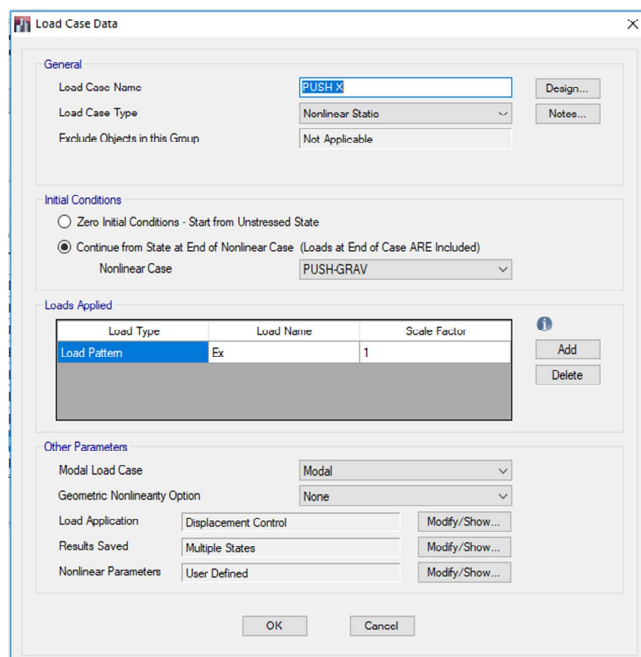 Load Case Data
General
Load Case Name
PUSH X
Design...
Load Case Type
Nonlinear Static
Notes...
Exclude Objects in this Group
Not Applicable
Initial Conditions
Zero Initial Conditions - Start from Unstressed State
Continue from State at End of Nonlinear Case (Loads at End of Case ARE Included)
Nonlinear Case
PUSH-GRAV
Loads Applied
Load Type Load Name Scale Factor
Load Pattern Ex 1
Add
Delete
Other Parameters
Modal Load Case
Modal
Geometric Nonlinearity Option
None
Load Application
Displacement Control
Modify/Show...
Results Saved
Multiple States
Modify/Show...
Nonlinear Parameters
User Defined
Modify/Show...
OK Cancel